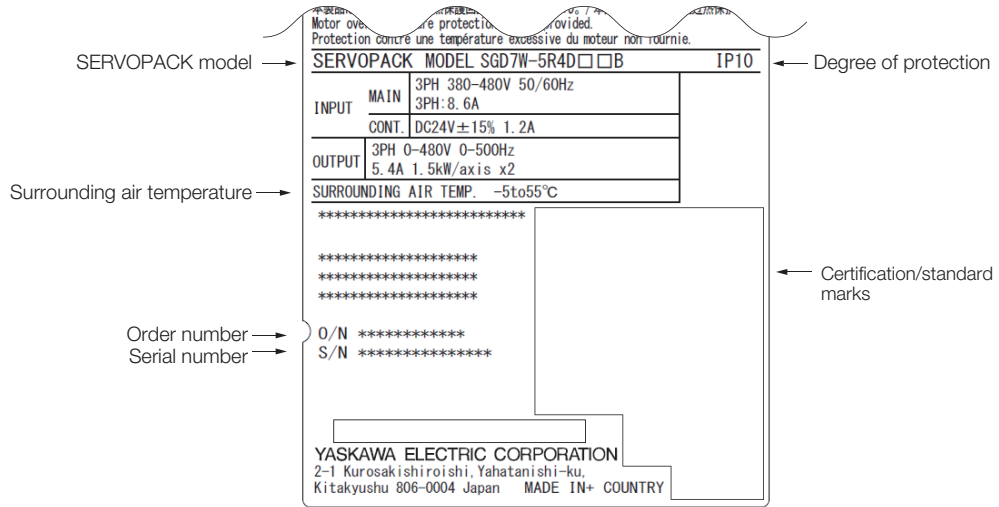 Motor ove re protectio rovided.
Protection contre une température excessive du moteur non fournie.
SERVOPACK model
SERVOPACK MODEL SGD7W-5R4D□□B IP10
Degree of protection
INPUT
MAIN
3PH 380-480V 50/60Hz
3PH:8.6A
CONT.
DC24V±15% 1.2A
OUTPUT
3PH 0-480V 0-500Hz
5.4A 1.5kW/axis x2
Surrounding air temperature
SURROUNDING AIR TEMP. -5to55℃
**************************
********************
********************
********************
Certification/standard
marks
Order number
O/N *************
Serial number
S/N ****************
YASKAWA ELECTRIC CORPORATION
2-1 Kurosakishiroishi,Yahatanishi-ku,
Kitakyushu 806-0004 Japan MADE IN+ COUNTRY